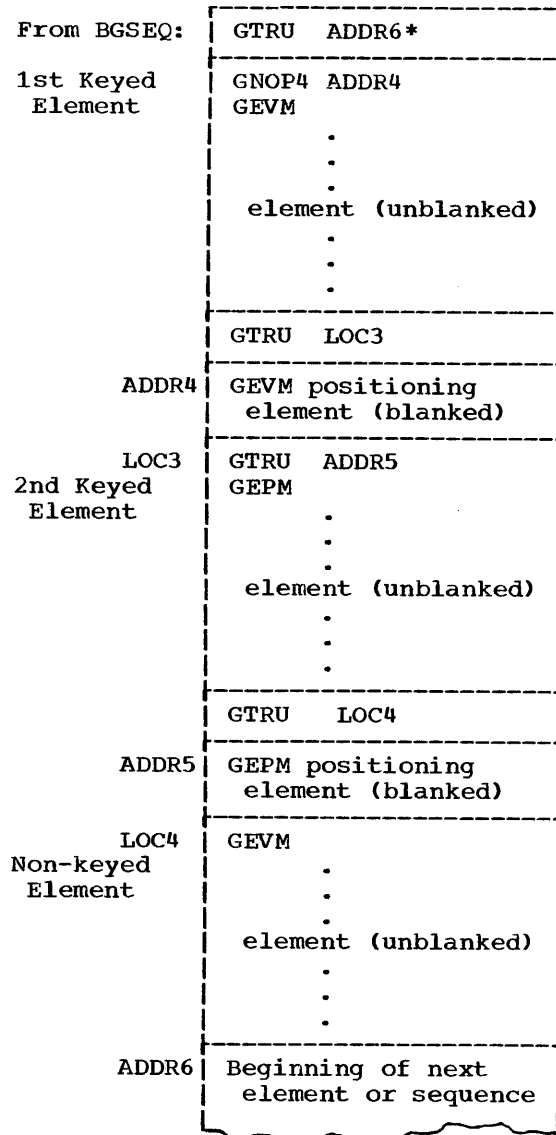 From BGSEQ: GTRU ADDR6*
1st Keyed GNOP4 ADDR4
Element GEVM
.
.
.
element (unblanked)
.
.
.
GTRU LOC3
ADDR4 GEVM positioning
element (blanked)
LOC3 GTRU ADDR5
2nd Keyed GEPM
Element
.
.
.
element (unblanked)
.
.
.
GTRU LOC4
ADDR5 GEPM positioning
element (blanked)
LOC4 GEVM
Non-keyed
Element
.
.
.
element (unblanked)
.
.
.
ADDR6 Beginning of next
element or sequence